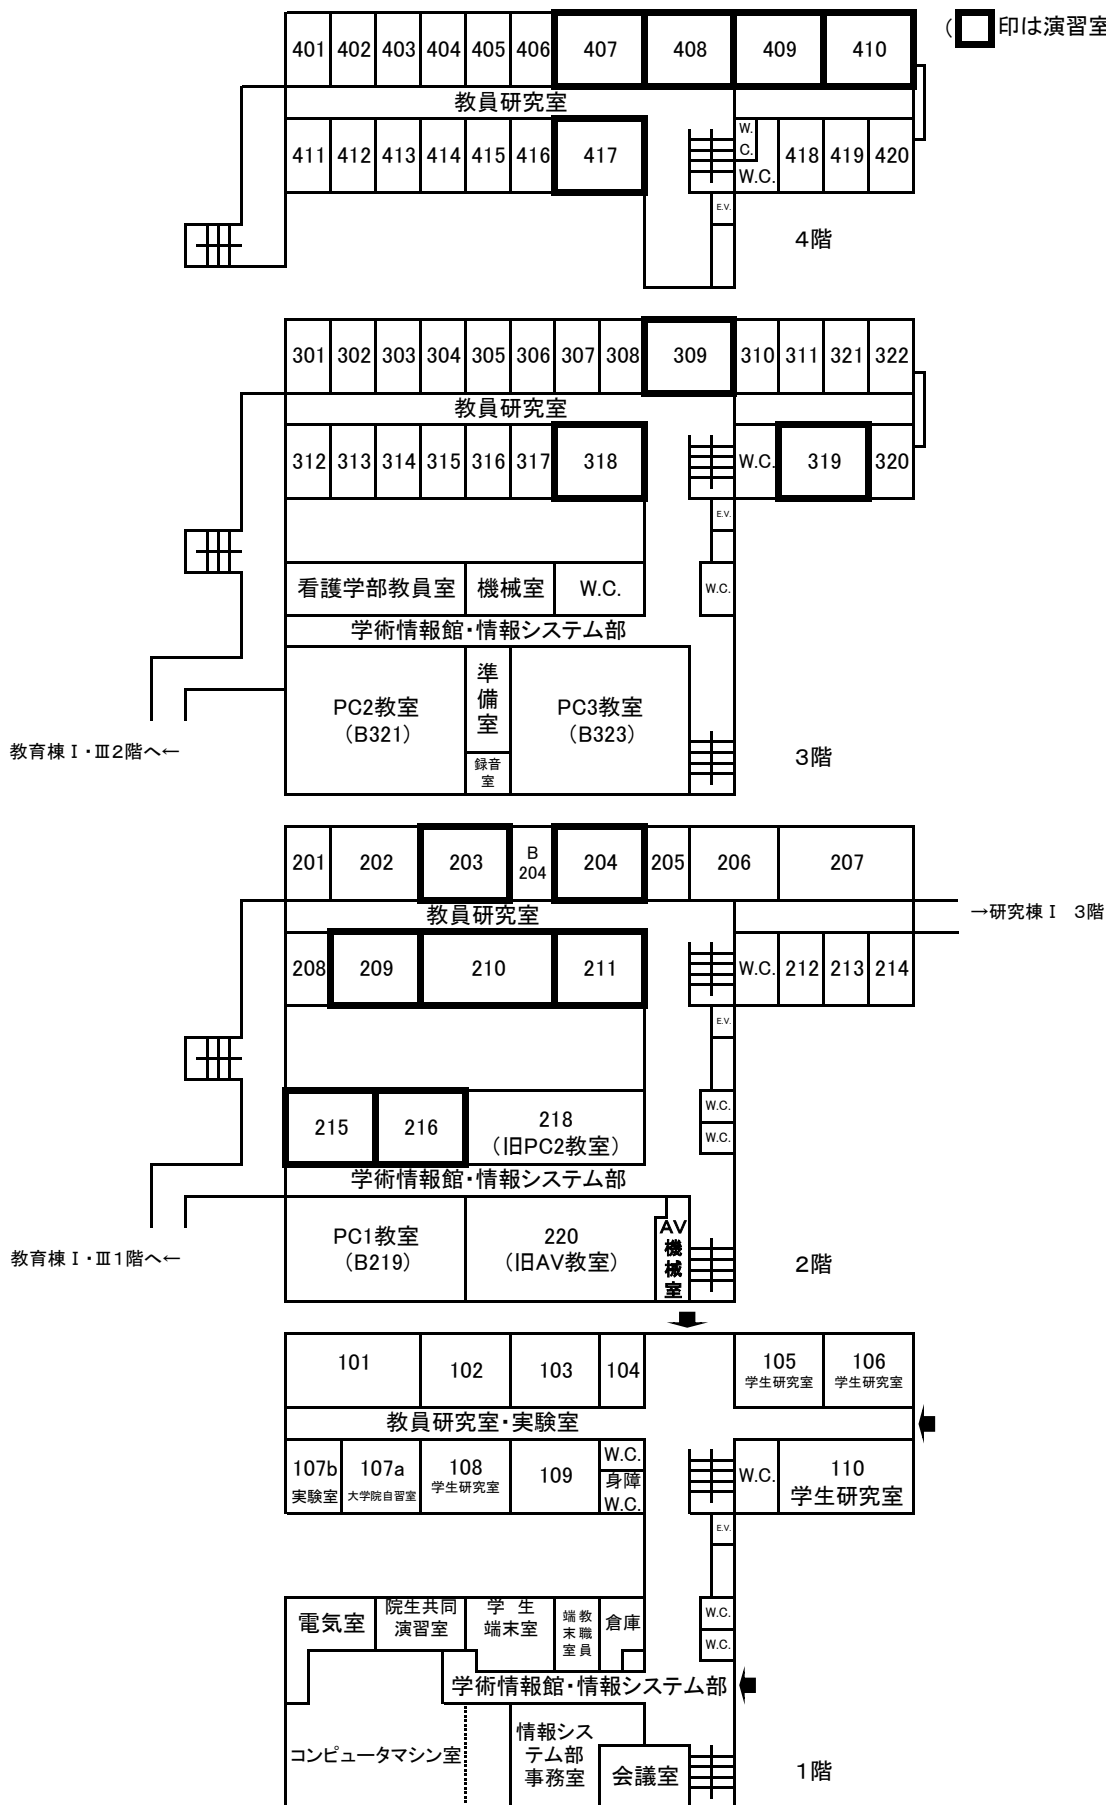 （ 印は演習室
401 402 403 404 405 406 407 408 409 410
教員研究室
411 412 413 414 415 416 417
W.
C.
W.C.
418 419 420
E.V.
4階
301 302 303 304 305 306 307 308 309 310 311 321 322
教員研究室
312 313 314 315 316 317 318 W.C. 319 320
E.V.
看護学部教員室 機械室 W.C. W.C.
学術情報館・情報システム部
PC2教室
（B321）
準
備
室
録音
室
PC3教室
（B323）
教育棟Ⅰ・Ⅲ2階へ←
3階
201 202 203
B
204
204 205 206 207
教員研究室
→研究棟Ⅰ 3階
208 209 210 211 W.C. 212 213 214
E.V.
215 216
218
（旧PC2教室）
W.C.
W.C.
学術情報館・情報システム部
PC1教室
（B219）
220
（旧AV教室）
AV
機
械
室
教育棟Ⅰ・Ⅲ1階へ←
2階
101 102 103 104
105
学生研究室
106
学生研究室
教員研究室・実験室
107b
実験室
107a
大学院自習室
108
学生研究室
109
W.C.
身障
W.C.
W.C.
110
学生研究室
E.V.
電気室
院生共同
演習室
学 生
端末室
教職員
端末室
倉庫
W.C.
W.C.
学術情報館・情報システム部
コンピュータマシン室
情報シス
テム部
事務室
会議室
1階